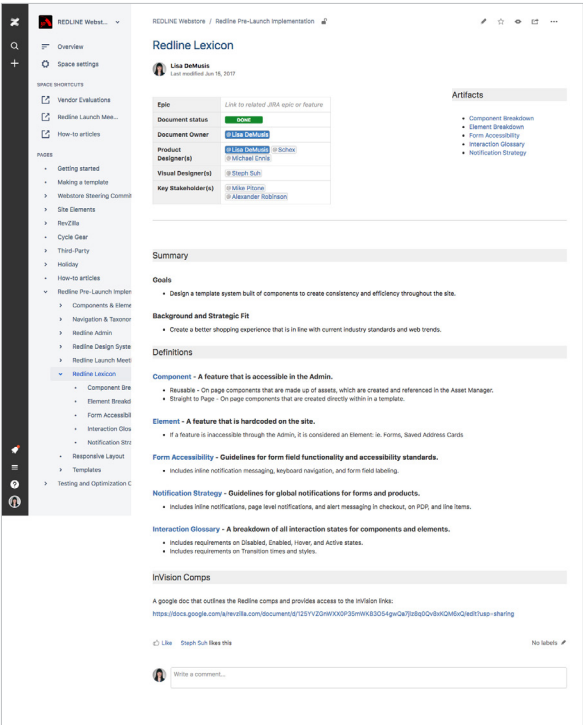 REDLINE Webst...
Overview
Space settings
SPACE SHORTCUTS
Vendor Evaluations
Redline Launch Mee...
How-to articles
PAGES
Getting started
Making a template
Webstore Steering Commit
Site Elements
RevZilla
Cycle Gear
Third-Party
Holiday
How-to articles
Redline Pre-Launch Implen
Components & Eleme
Navigation & Taxonor
Redline Admin
Redline Design Syste
Redline Launch Meeti
Redline Lexicon
Component Bre
Element Breakd
Form Accessibil
Interaction Glos
Notification Stra
Responsive Layout
Templates
Testing and Optimization C
REDLINE Webstore / Redline Pre-Launch Implementation
Redline Lexicon
Lisa DeMusis
Last modified Jun 16, 2017
Epic Link to related JIRA epic or feature
Document status DONE
Document Owner @Lisa DeMusis
Product Designer(s) @Lisa DeMusis @Schex
@Michael Ennis
Visual Designer(s) @Steph Suh
Key Stakeholder(s) @Mike Pitone
@Alexander Robinson
Artifacts
Component Breakdown
Element Breakdown
Form Accessibility
Interaction Glossary
Notification Strategy
Summary
Goals
Design a template system built of components to create consistency and efficiency throughout the site.
Background and Strategic Fit
Create a better shopping experience that is in line with current industry standards and web trends.
Definitions
Component - A feature that is accessible in the Admin.
Reusable - On page components that are made up of assets, which are created and referenced in the Asset Manager.
Straight to Page - On page components that are created directly within in a template.
Element - A feature that is hardcoded on the site.
If a feature is inaccessible through the Admin, it is considered an Element: ie. Forms, Saved Address Cards
Form Accessibility - Guidelines for form field functionality and accessibility standards.
Includes inline notification messaging, keyboard navigation, and form field labeling.
Notification Strategy - Guidelines for global notifications for forms and products.
Includes inline notifications, page level notifications, and alert messaging in checkout, on PDP, and line items.
Interaction Glossary - A breakdown of all interaction states for components and elements.
Includes requirements on Disabled, Enabled, Hover, and Active states.
Includes requirements on Transition times and styles.
InVision Comps
A google doc that outlines the Redline comps and provides access to the InVision links:
Like Steph Suh likes this
No labels
Write a comment...